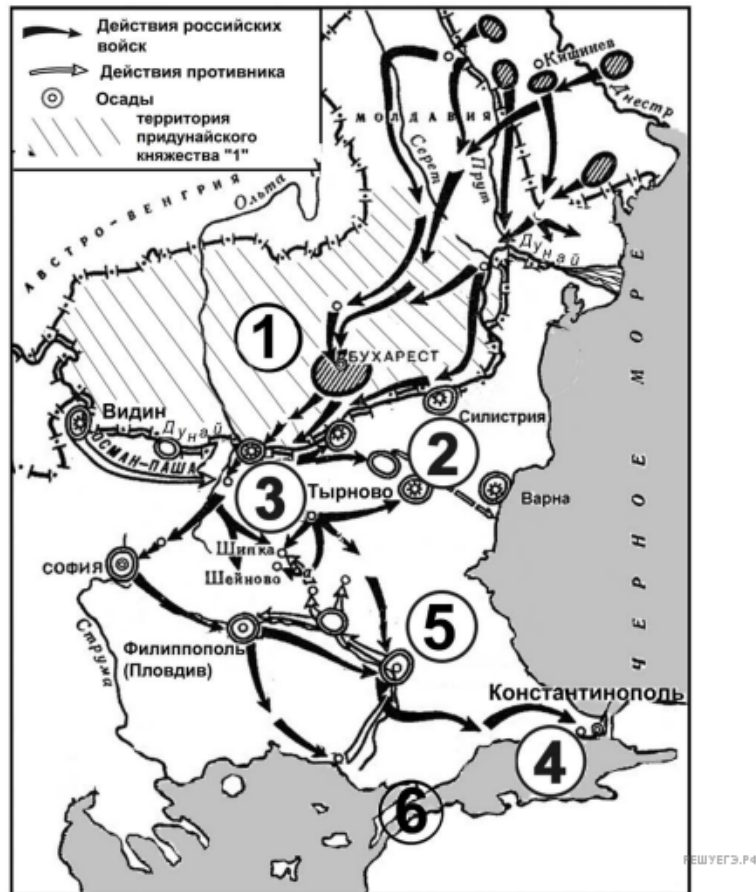 Действия российских
войск
Действия противника
Осады
территория
придунайского
княжества "1"
Кишинев
Днестр
МОЛДАВИЯ
Серет
Прут
АВСТРО-ВЕНГРИЯ
Ольта
Дунай
1
БУХАРЕСТ
Видин
Дунай
ОСМАН-ПАША
Силистрия
2
3
Тырново
Варна
Шипка
Шейново
СОФИЯ
Струма
5
Филиппополь
(Пловдив)
Константинополь
4
6
ЧЕРНОЕ МОРЕ
РЕШУЕГЭ.РФ